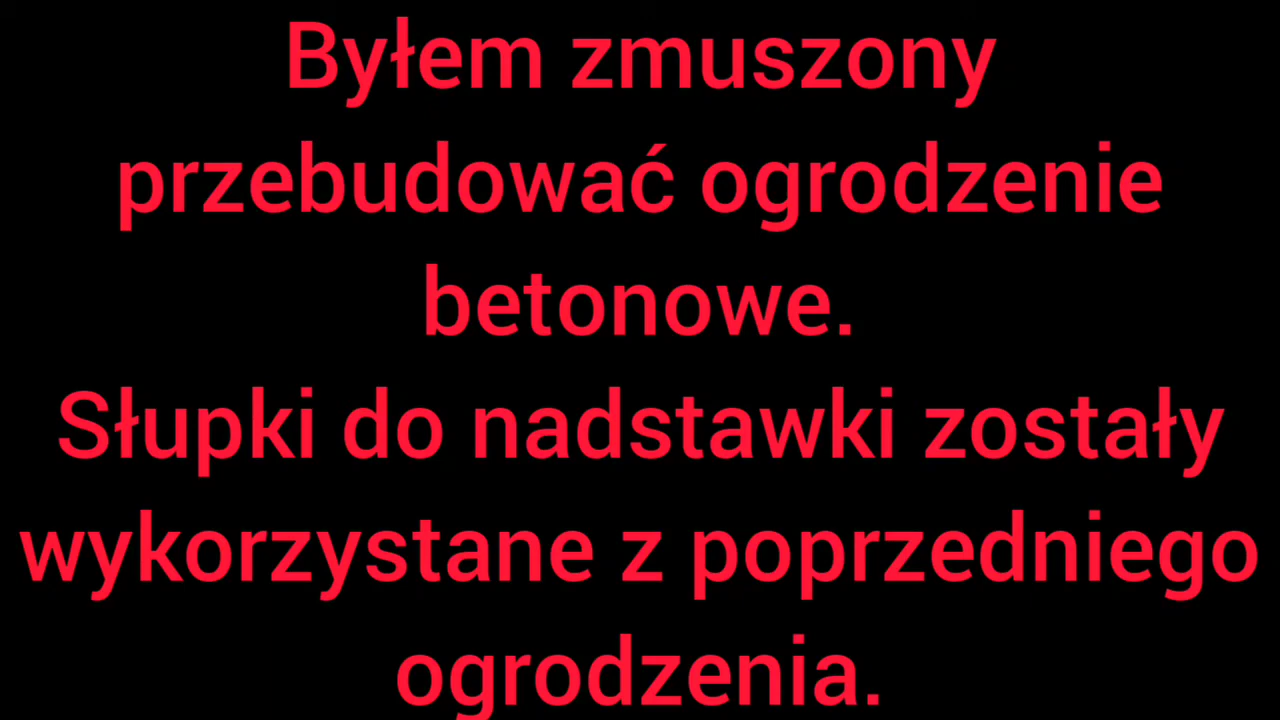 Byłem zmuszony
przebudować ogrodzenie
betonowe.
Słupki do nadstawki zostały
wykorzystane z poprzedniego
ogrodzenia.